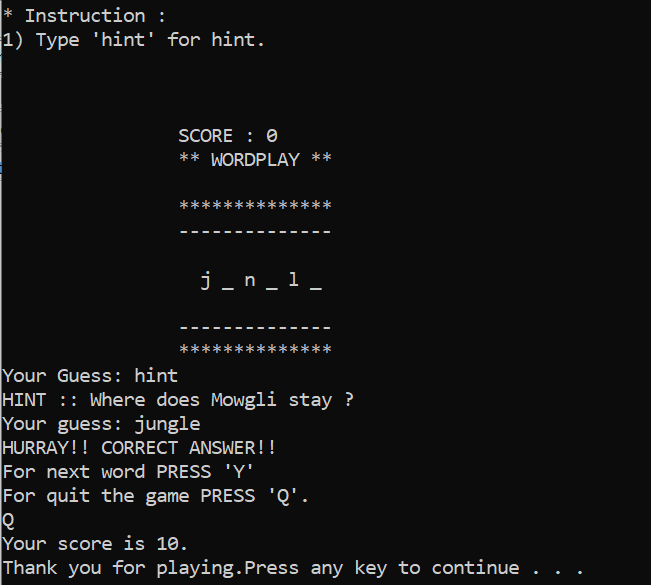 * Instruction :
1) Type 'hint' for hint.
SCORE : 0
** WORDPLAY **
**************
--------------
j _ n _ l _
--------------
**************
Your Guess: hint
HINT :: Where does Mowgli stay ?
Your guess: jungle
HURRAY!! CORRECT ANSWER!!
For next word PRESS 'Y'
For quit the game PRESS 'Q'.
Q
Your score is 10.
Thank you for playing.Press any key to continue . . .